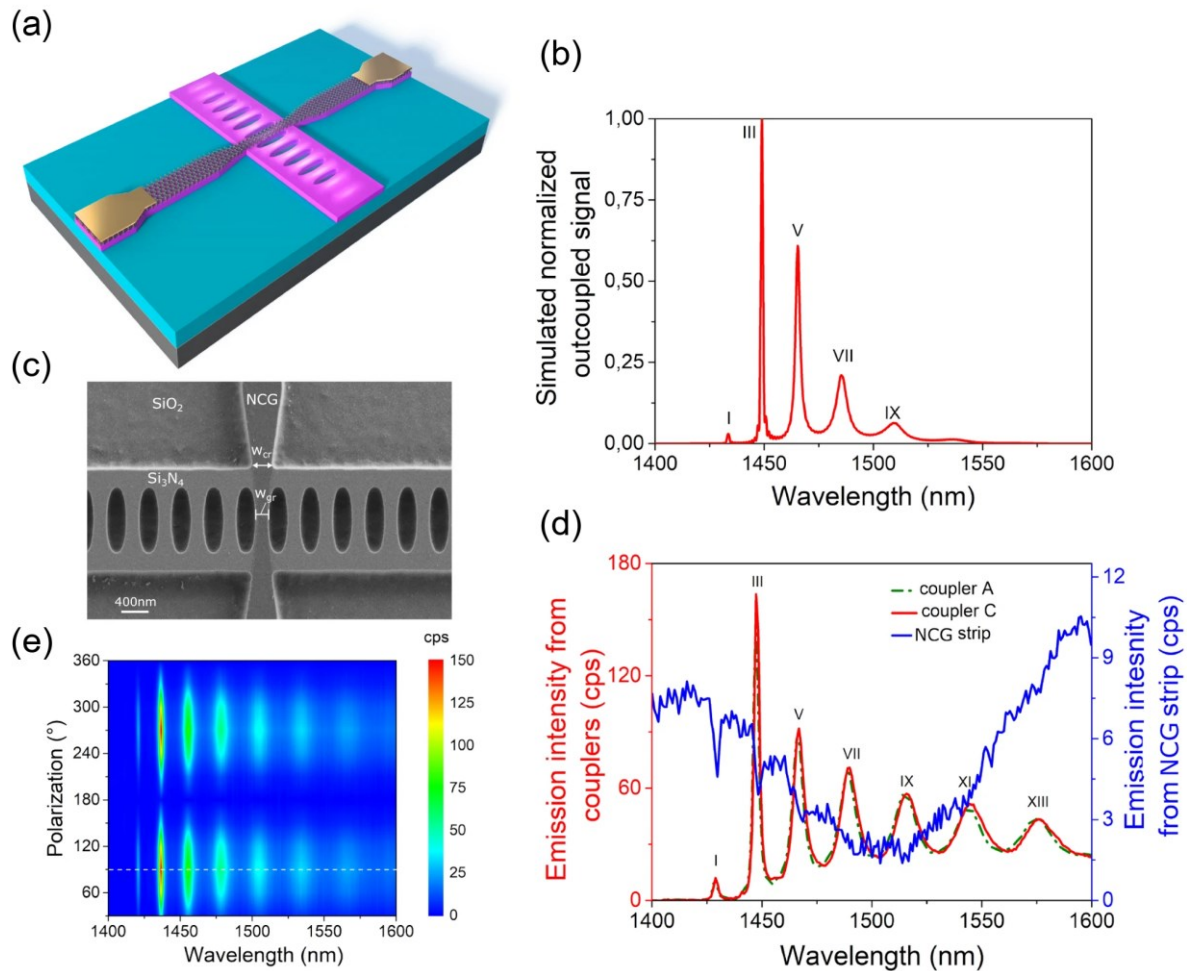 (a)
(b)
Simulated normalized
outcoupled signal
1,00
0,75
0,50
0,25
0,00
I
III
V
VII
IX
1400
1450
1500
1550
1600
Wavelength (nm)
(c)
SiO2
NCG
wcr
Si3N4
wgr
400nm
(d)
Emission intensity from
couplers (cps)
180
120
60
0
I
III
V
VII
IX
XI
XIII
coupler A
coupler C
NCG strip
12
9
6
3
0
Emission intesnity
from NCG strip (cps)
1400
1450
1500
1550
1600
Wavelength (nm)
(e)
cps
Polarization (°)
360
300
240
180
120
60
150
125
100
75
50
25
0
1400
1450
1500
1550
1600
Wavelength (nm)